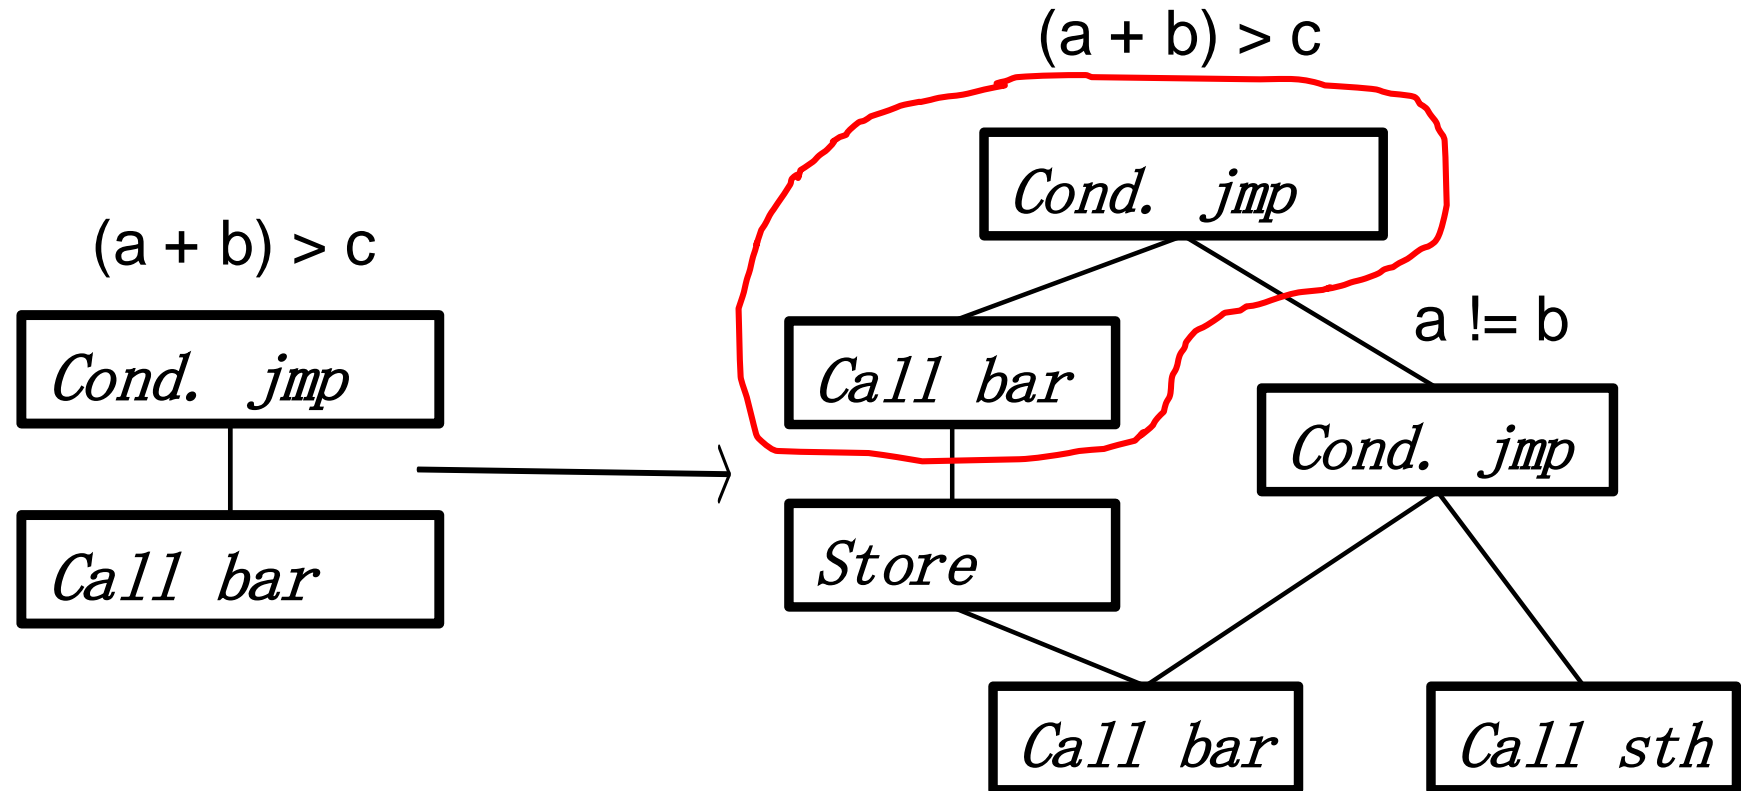 (a + b) > c
Cond. jmp
Call bar
(a + b) > c
Cond. jmp
Call bar
a != b
Cond. jmp
Store
Call bar
Call sth